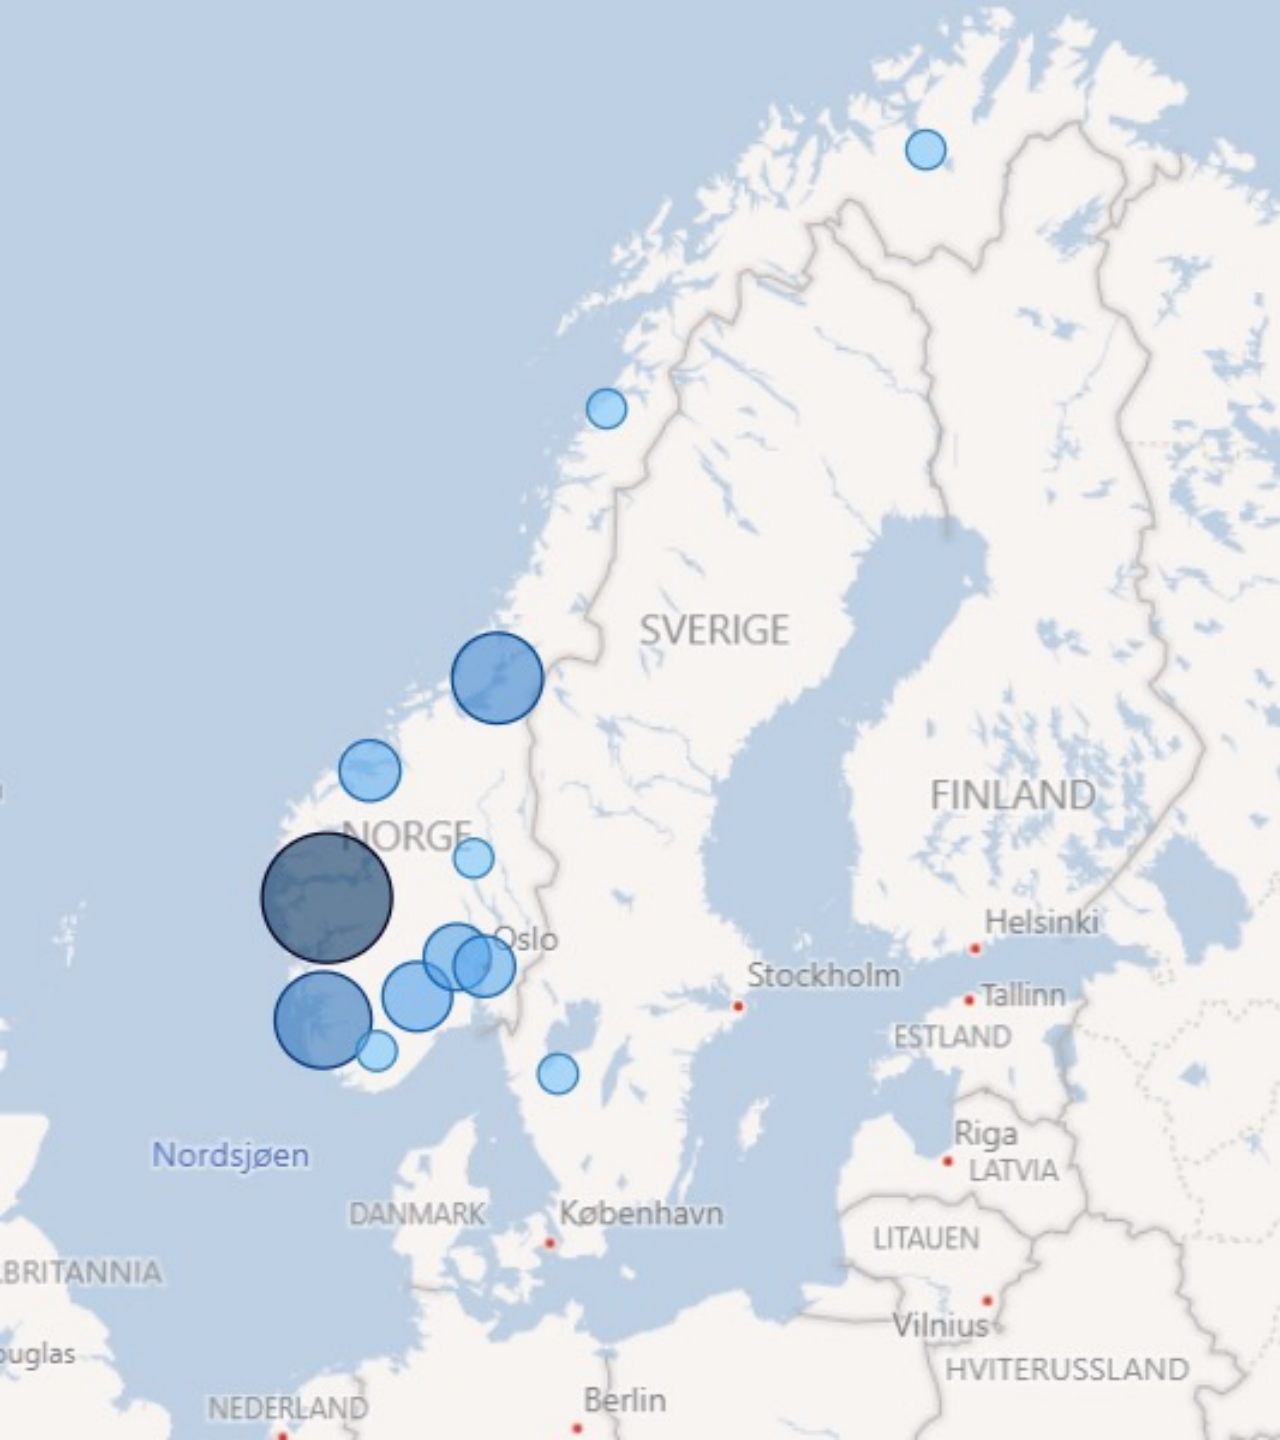 SVERIGE
FINLAND
NORGE
Helsinki
Oslo
Stockholm
Tallinn
ESTLAND
Riga
Nordsjøen
LATVIA
DANMARK
København
LITAUEN
BRITANNIA
Vilnius
HVITERUSSLAND
Berlin
NEDERLAND